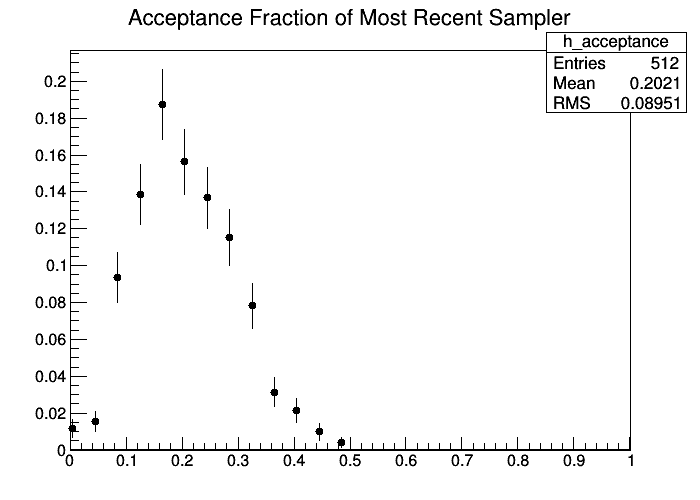 Acceptance Fraction of Most Recent Sampler
h_acceptance
Entries 512
Mean 0.2021
RMS 0.08951
0.2
0.18
0.16
0.14
0.12
0.1
0.08
0.06
0.04
0.02
0
0 0.1 0.2 0.3 0.4 0.5 0.6 0.7 0.8 0.9 1